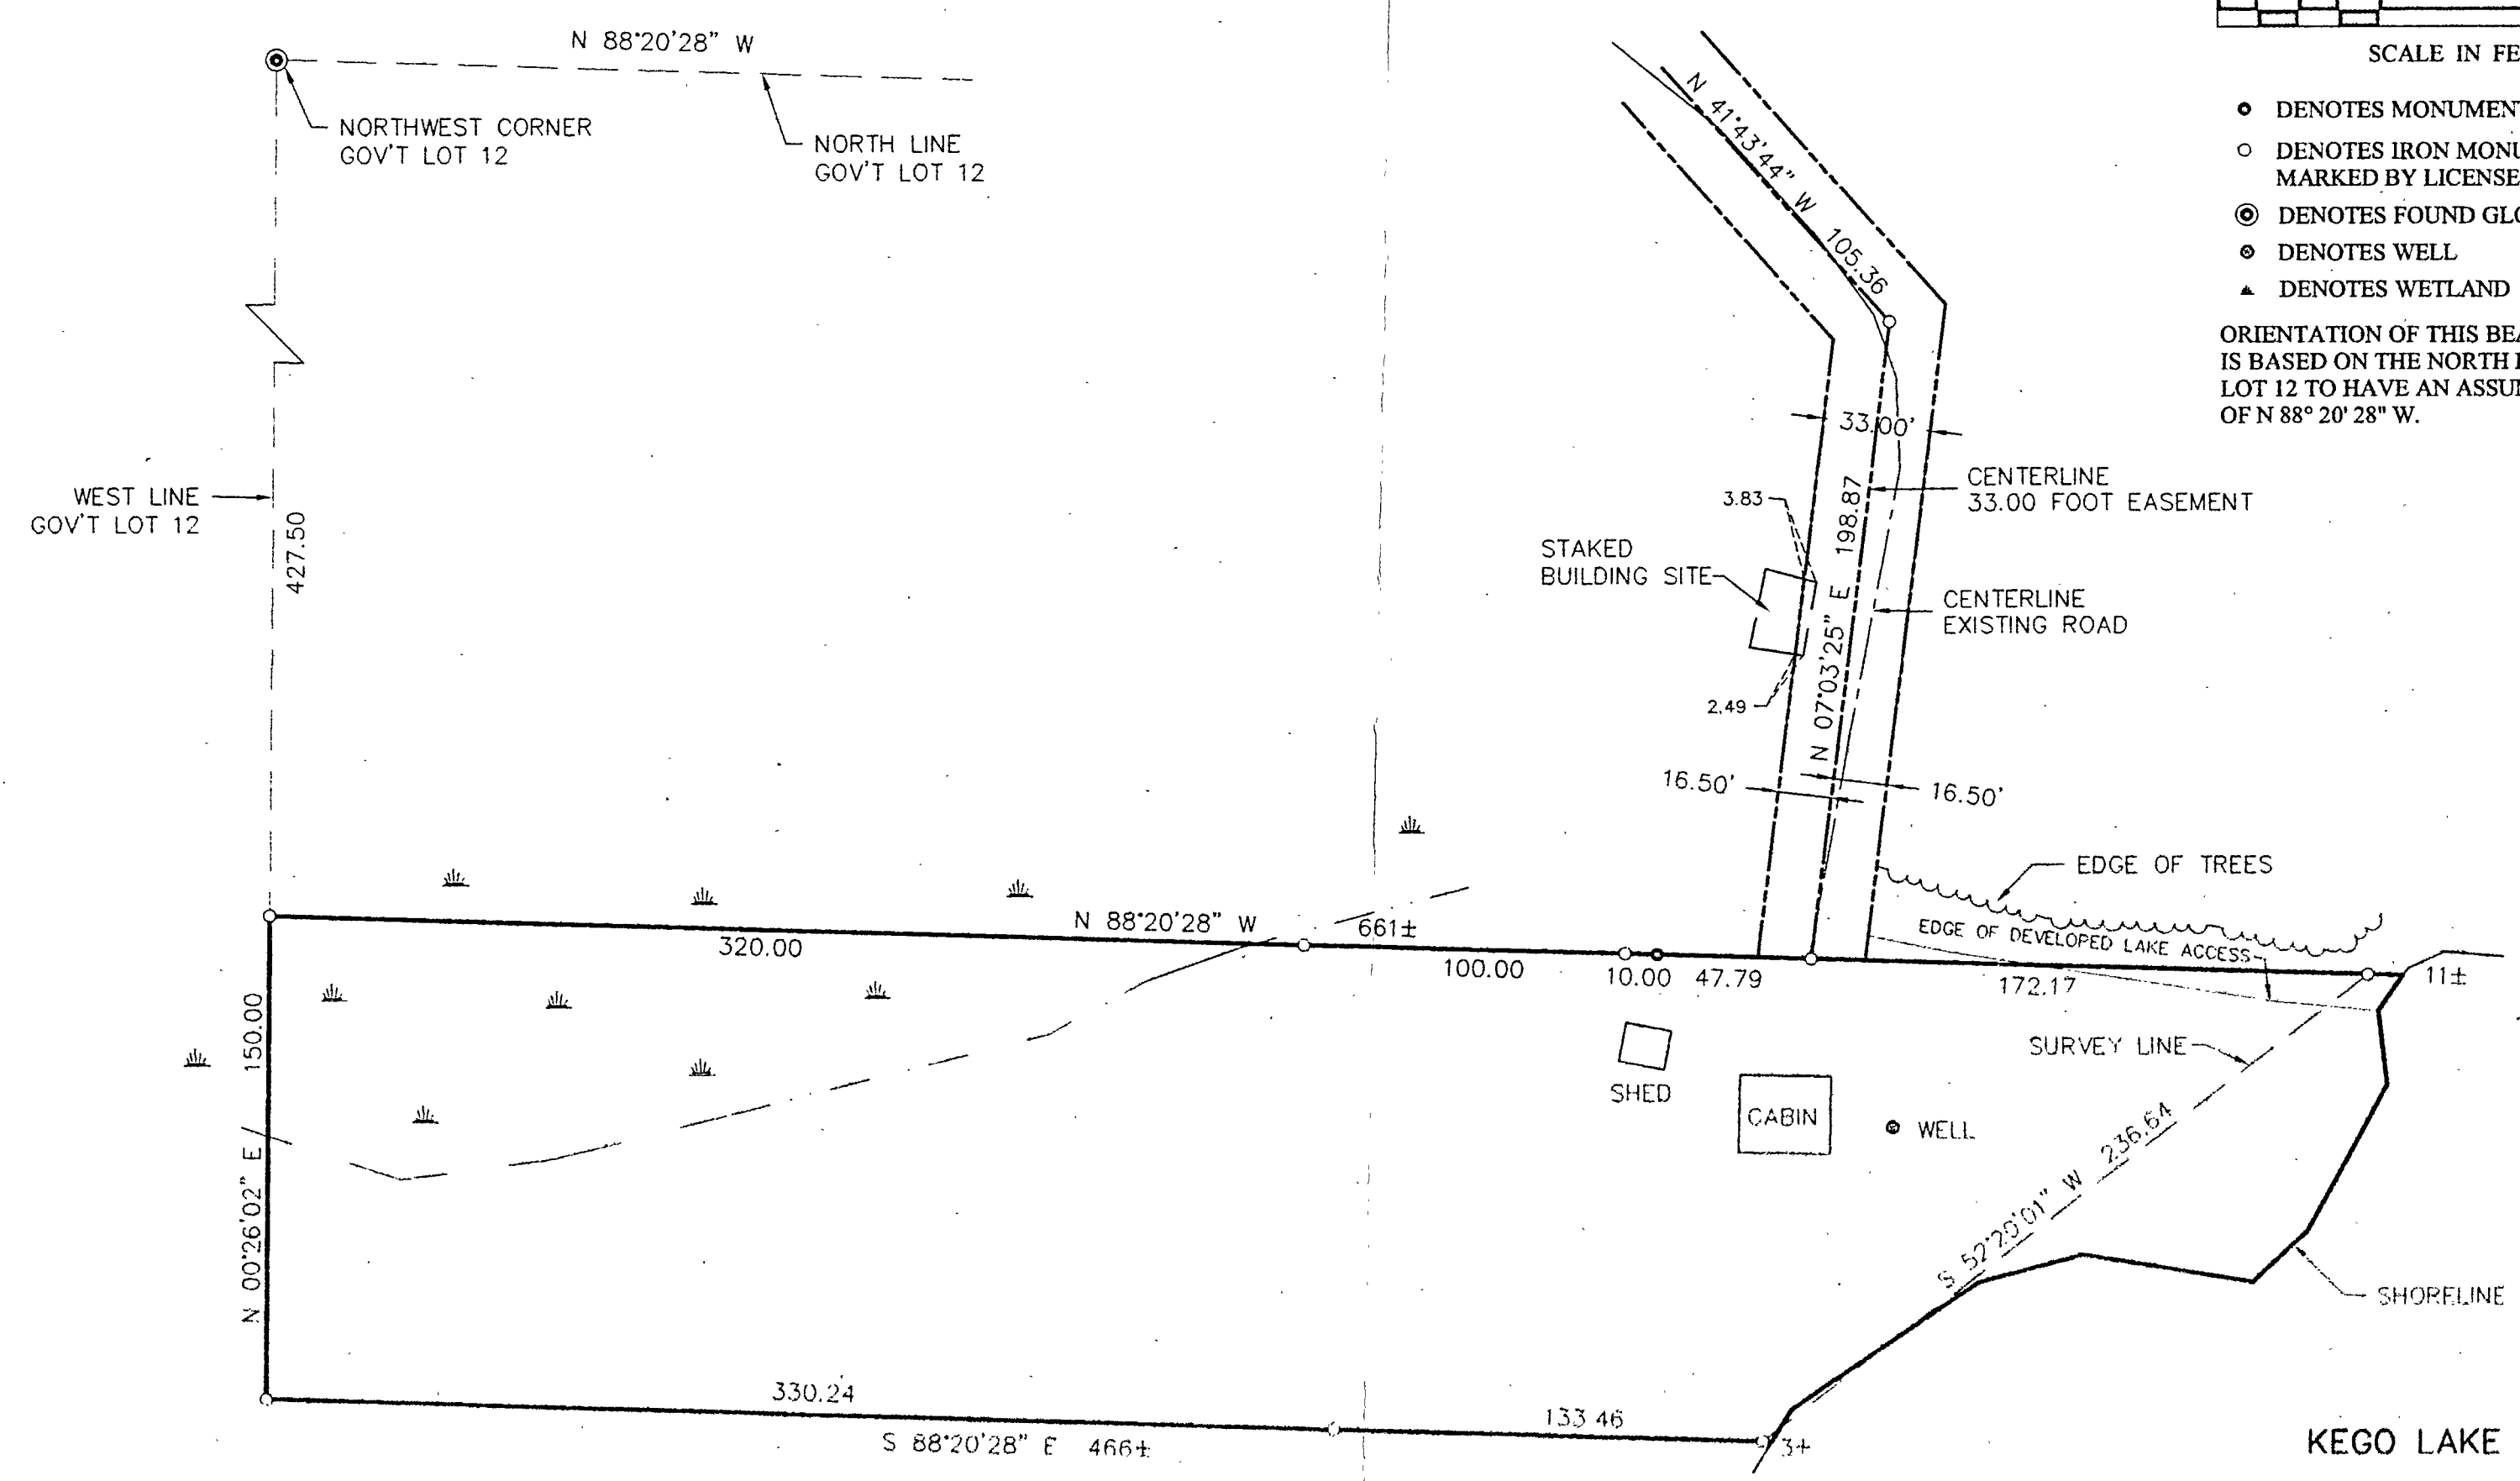 N 88°20'28" W
NORTHWEST CORNER
GOV'T LOT 12
NORTH LINE
GOV'T LOT 12
WEST LINE
GOV'T LOT 12
427.50
N 41°43'44" W 105.36
SCALE IN FE
DENOTES MONUMEN
DENOTES IRON MONU
MARKED BY LICENSE
DENOTES FOUND GLO
DENOTES WELL
DENOTES WETLAND
ORIENTATION OF THIS BEA
IS BASED ON THE NORTH
LOT 12 TO HAVE AN ASSU
OF N 88° 20' 28" W.
33.00'
CENTERLINE
33.00 FOOT EASEMENT
3.83
STAKED
BUILDING SITE
N 07°03'25" E 198.87
CENTERLINE
EXISTING ROAD
2.49
16.50'
16.50'
EDGE OF TREES
EDGE OF DEVELOPED LAKE ACCESS
N 88°20'28" W 661±
320.00
100.00
10.00
47.79
172.17
11±
N 00°26'02" E 150.00
SHED
CABIN
WELL
SURVEY LINE
S 52°20'01" W 236.64
SHORELINE
330.24
133.46
3±
S 88°20'28" E 466±
KEGO LAKE